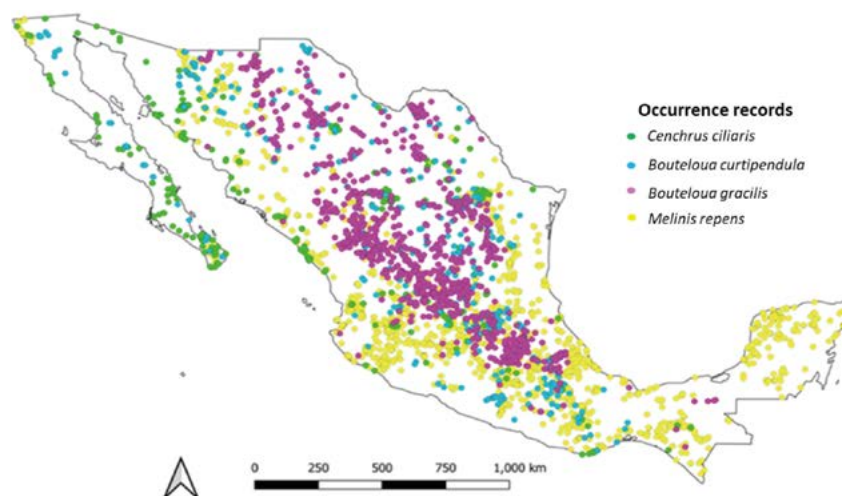 Occurrence records
Cenchrus ciliaris
Bouteloua curtipendula
Bouteloua gracilis
Melinis repens
0 250 500 750 1,000 km